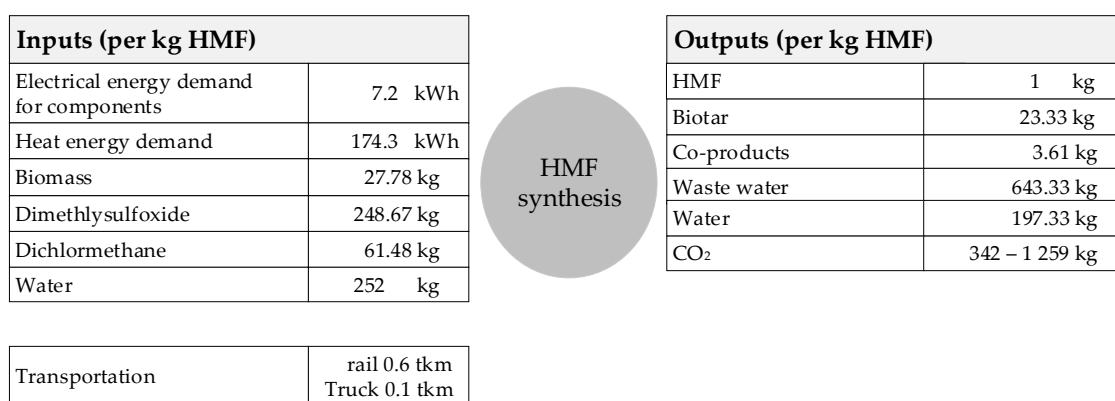 Inputs (per kg HMF)
Electrical energy demand
for components
7.2 kWh
Heat energy demand 174.3 kWh
Biomass 27.78 kg
Dimethlysulfoxide 248.67 kg
Dichlormethane 61.48 kg
Water 252 kg
Transportation
rail 0.6 tkm
Truck 0.1 tkm
HMF
synthesis
Outputs (per kg HMF)
HMF 1 kg
Biotar 23.33 kg
Co-products 3.61 kg
Waste water 643.33 kg
Water 197.33 kg
CO₂ 342 – 1 259 kg